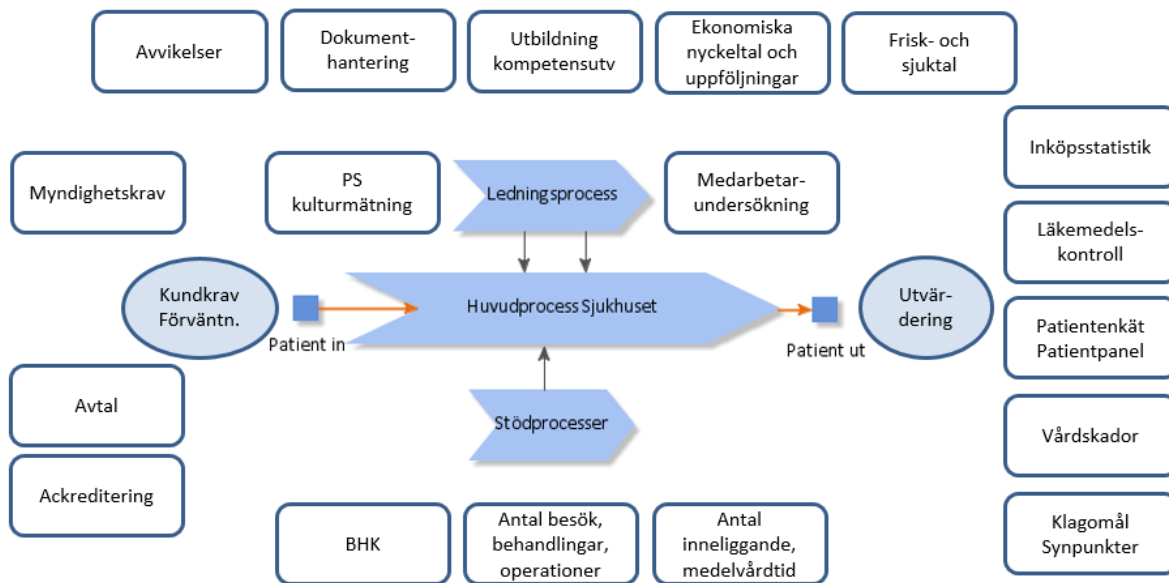 Avvikelser
Dokument-
hantering
Utbildning
kompetensutv
Ekonomiska
nyckeltal och
uppföljningar
Frisk- och
sjuktal
Inköpsstatistik
Myndighetskrav
PS
kulturmätning
Ledningsprocess
Medarbetar-
undersökning
Läkemedels-
kontroll
Kundkrav
Förväntn.
Patient in
Huvudprocess Sjukhuset
Patient ut
Utvär-
dering
Patientenkät
Patientpanel
Avtal
Stödprocesser
Vårdskador
Ackreditering
BHK
Antal besök,
behandlingar,
operationer
Antal
inneliggande,
medelvårdtid
Klagomål
Synpunkter